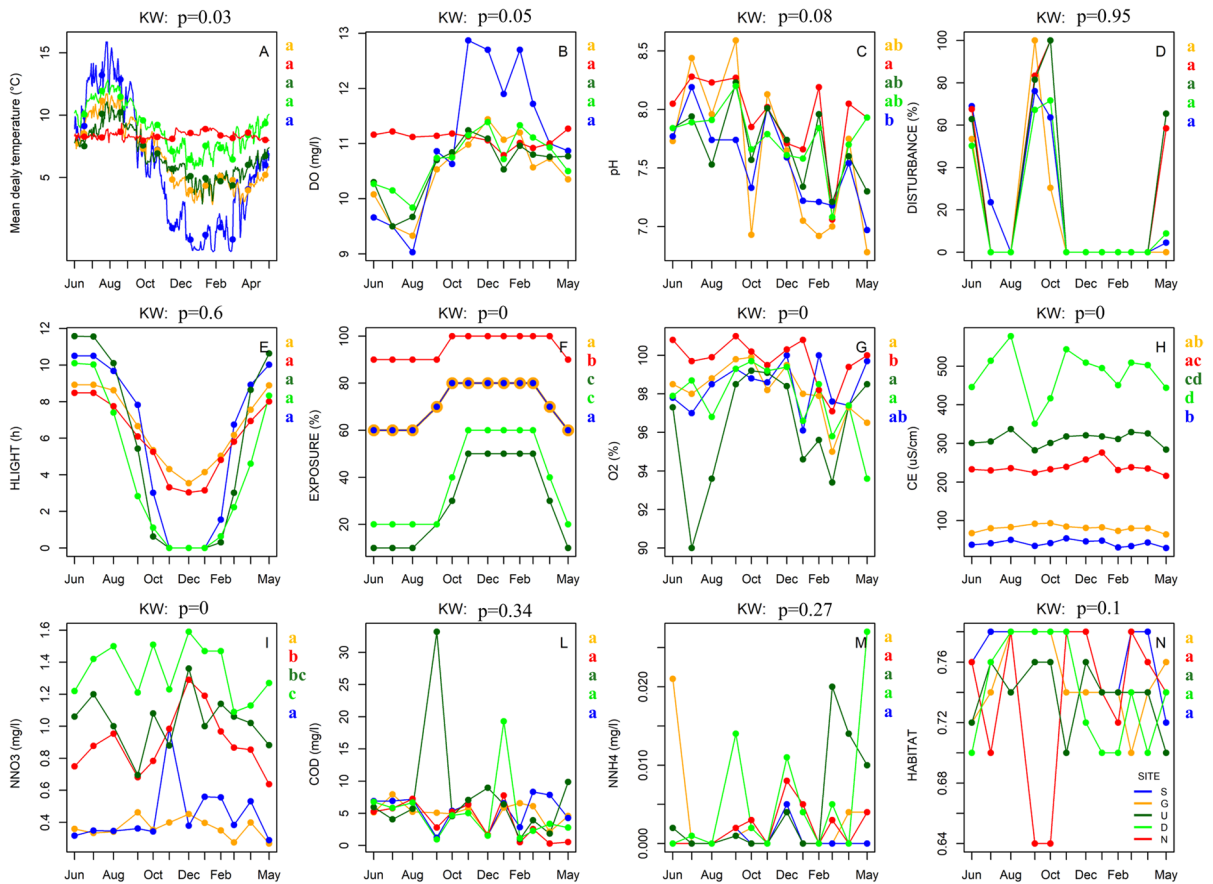 KW: p=0.03
KW: p=0.05
KW: p=0.08
KW: p=0.95
A
a
a
a
a
a
Mean dealy temperature (°C)
15
10
5
Jun Aug Oct Dec Feb Apr
B
a
a
a
a
a
DO (mg/l)
13
12
11
10
9
Jun Aug Oct Dec Feb May
C
ab
a
ab
ab
b
pH
8.5
8.0
7.5
7.0
Jun Aug Oct Dec Feb May
D
a
a
a
a
a
DISTURBANCE (%)
100
80
60
40
20
0
Jun Aug Oct Dec Feb May
KW: p=0.6
KW: p=0
KW: p=0
KW: p=0
E
a
a
a
a
a
HLIGHT (h)
12
10
8
6
4
2
0
Jun Aug Oct Dec Feb May
F
a
b
c
c
a
EXPOSURE (%)
100
80
60
40
20
Jun Aug Oct Dec Feb May
G
a
b
a
a
ab
O2 (%)
100
98
96
94
92
90
Jun Aug Oct Dec Feb May
H
ab
ac
cd
d
b
CE (uS/cm)
500
400
300
200
100
Jun Aug Oct Dec Feb May
KW: p=0
KW: p=0.34
KW: p=0.27
KW: p=0.1
I
a
b
bc
c
a
NNO3 (mg/l)
1.6
1.4
1.2
1.0
0.8
0.6
0.4
Jun Aug Oct Dec Feb May
L
a
a
a
a
a
COD (mg/l)
30
25
20
15
10
5
0
Jun Aug Oct Dec Feb May
M
a
a
a
a
a
NNH4 (mg/l)
0.020
0.010
0.000
Jun Aug Oct Dec Feb May
N
a
a
a
a
a
HABITAT
0.76
0.72
0.68
0.64
Jun Aug Oct Dec Feb May
SITE
S
G
U
D
N